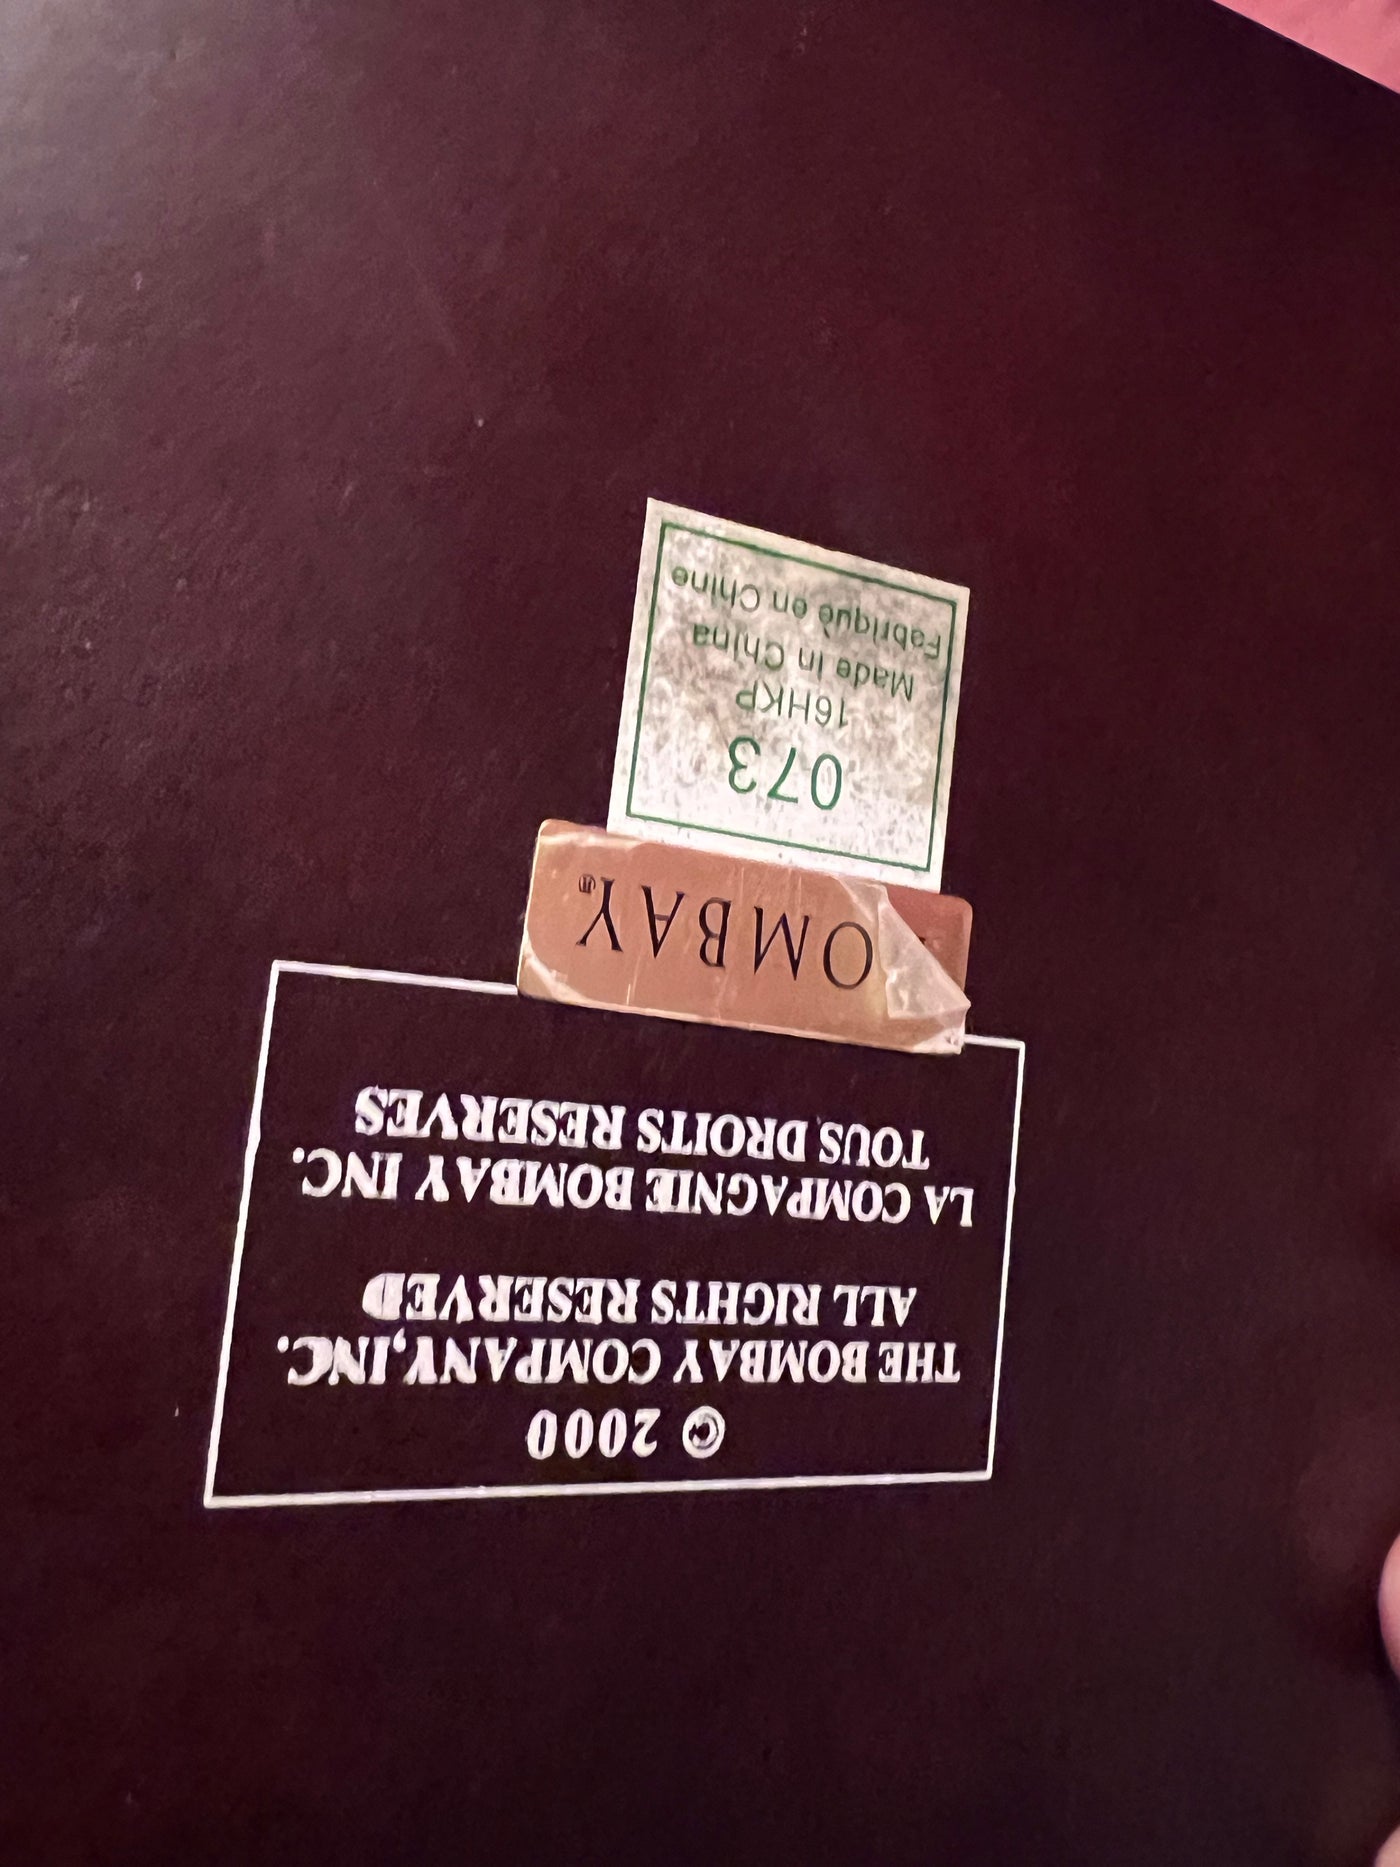 © 2000
THE BOMBAY COMPANY, INC.
ALL RIGHTS RESERVED
LA COMPAGNIE BOMBAY INC.
TOUS DROITS RESERVES
OMBAY
073
16HKP
Made in China
Fabriquè en Chine